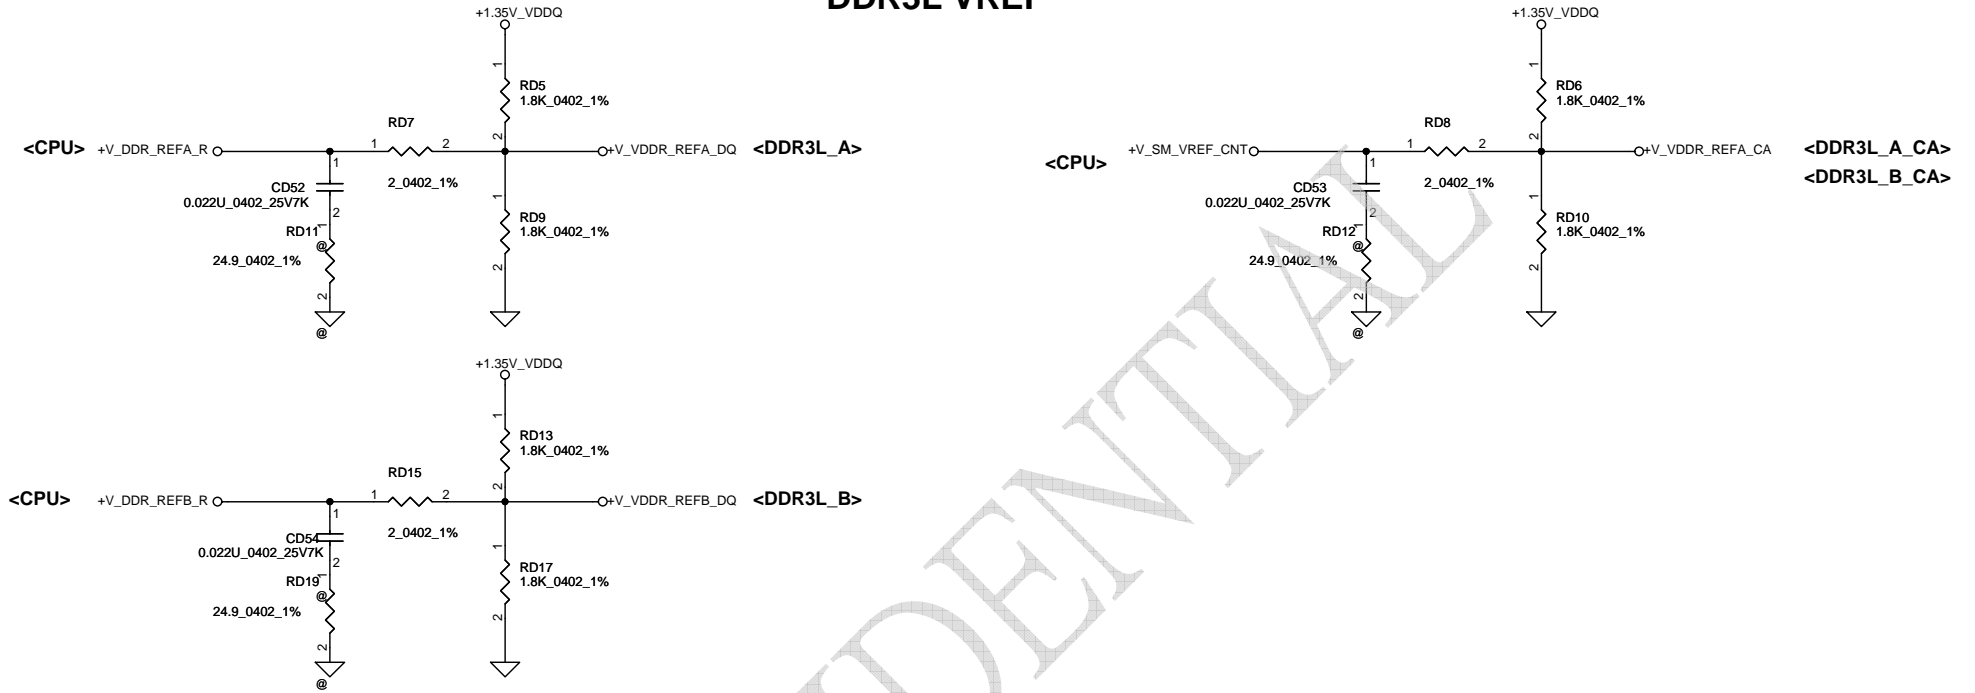 DDR3L VREF
+1.35V_VDDQ
1
RD5
1.8K_0402_1%
2
RD7
<CPU>
+V_DDR_REFA_R
1
2
+V_VDDR_REFA_DQ
<DDR3L_A>
1
CD52
0.022U_0402_25V7K
2
2_0402_1%
1
RD9
1.8K_0402_1%
2
RD11
1
@
24.9_0402_1%
2
@
+1.35V_VDDQ
1
RD6
1.8K_0402_1%
2
RD8
<CPU>
+V_SM_VREF_CNT
1
2
+V_VDDR_REFA_CA
<DDR3L_A_CA>
<DDR3L_B_CA>
1
CD53
0.022U_0402_25V7K
2
2_0402_1%
1
RD10
1.8K_0402_1%
2
RD12
1
@
24.9_0402_1%
2
@
+1.35V_VDDQ
1
RD13
1.8K_0402_1%
2
RD15
<CPU>
+V_DDR_REFB_R
1
2
+V_VDDR_REFB_DQ
<DDR3L_B>
1
CD54
0.022U_0402_25V7K
2
2_0402_1%
1
RD17
1.8K_0402_1%
2
RD19
1
@
24.9_0402_1%
2
@
DENTIAL